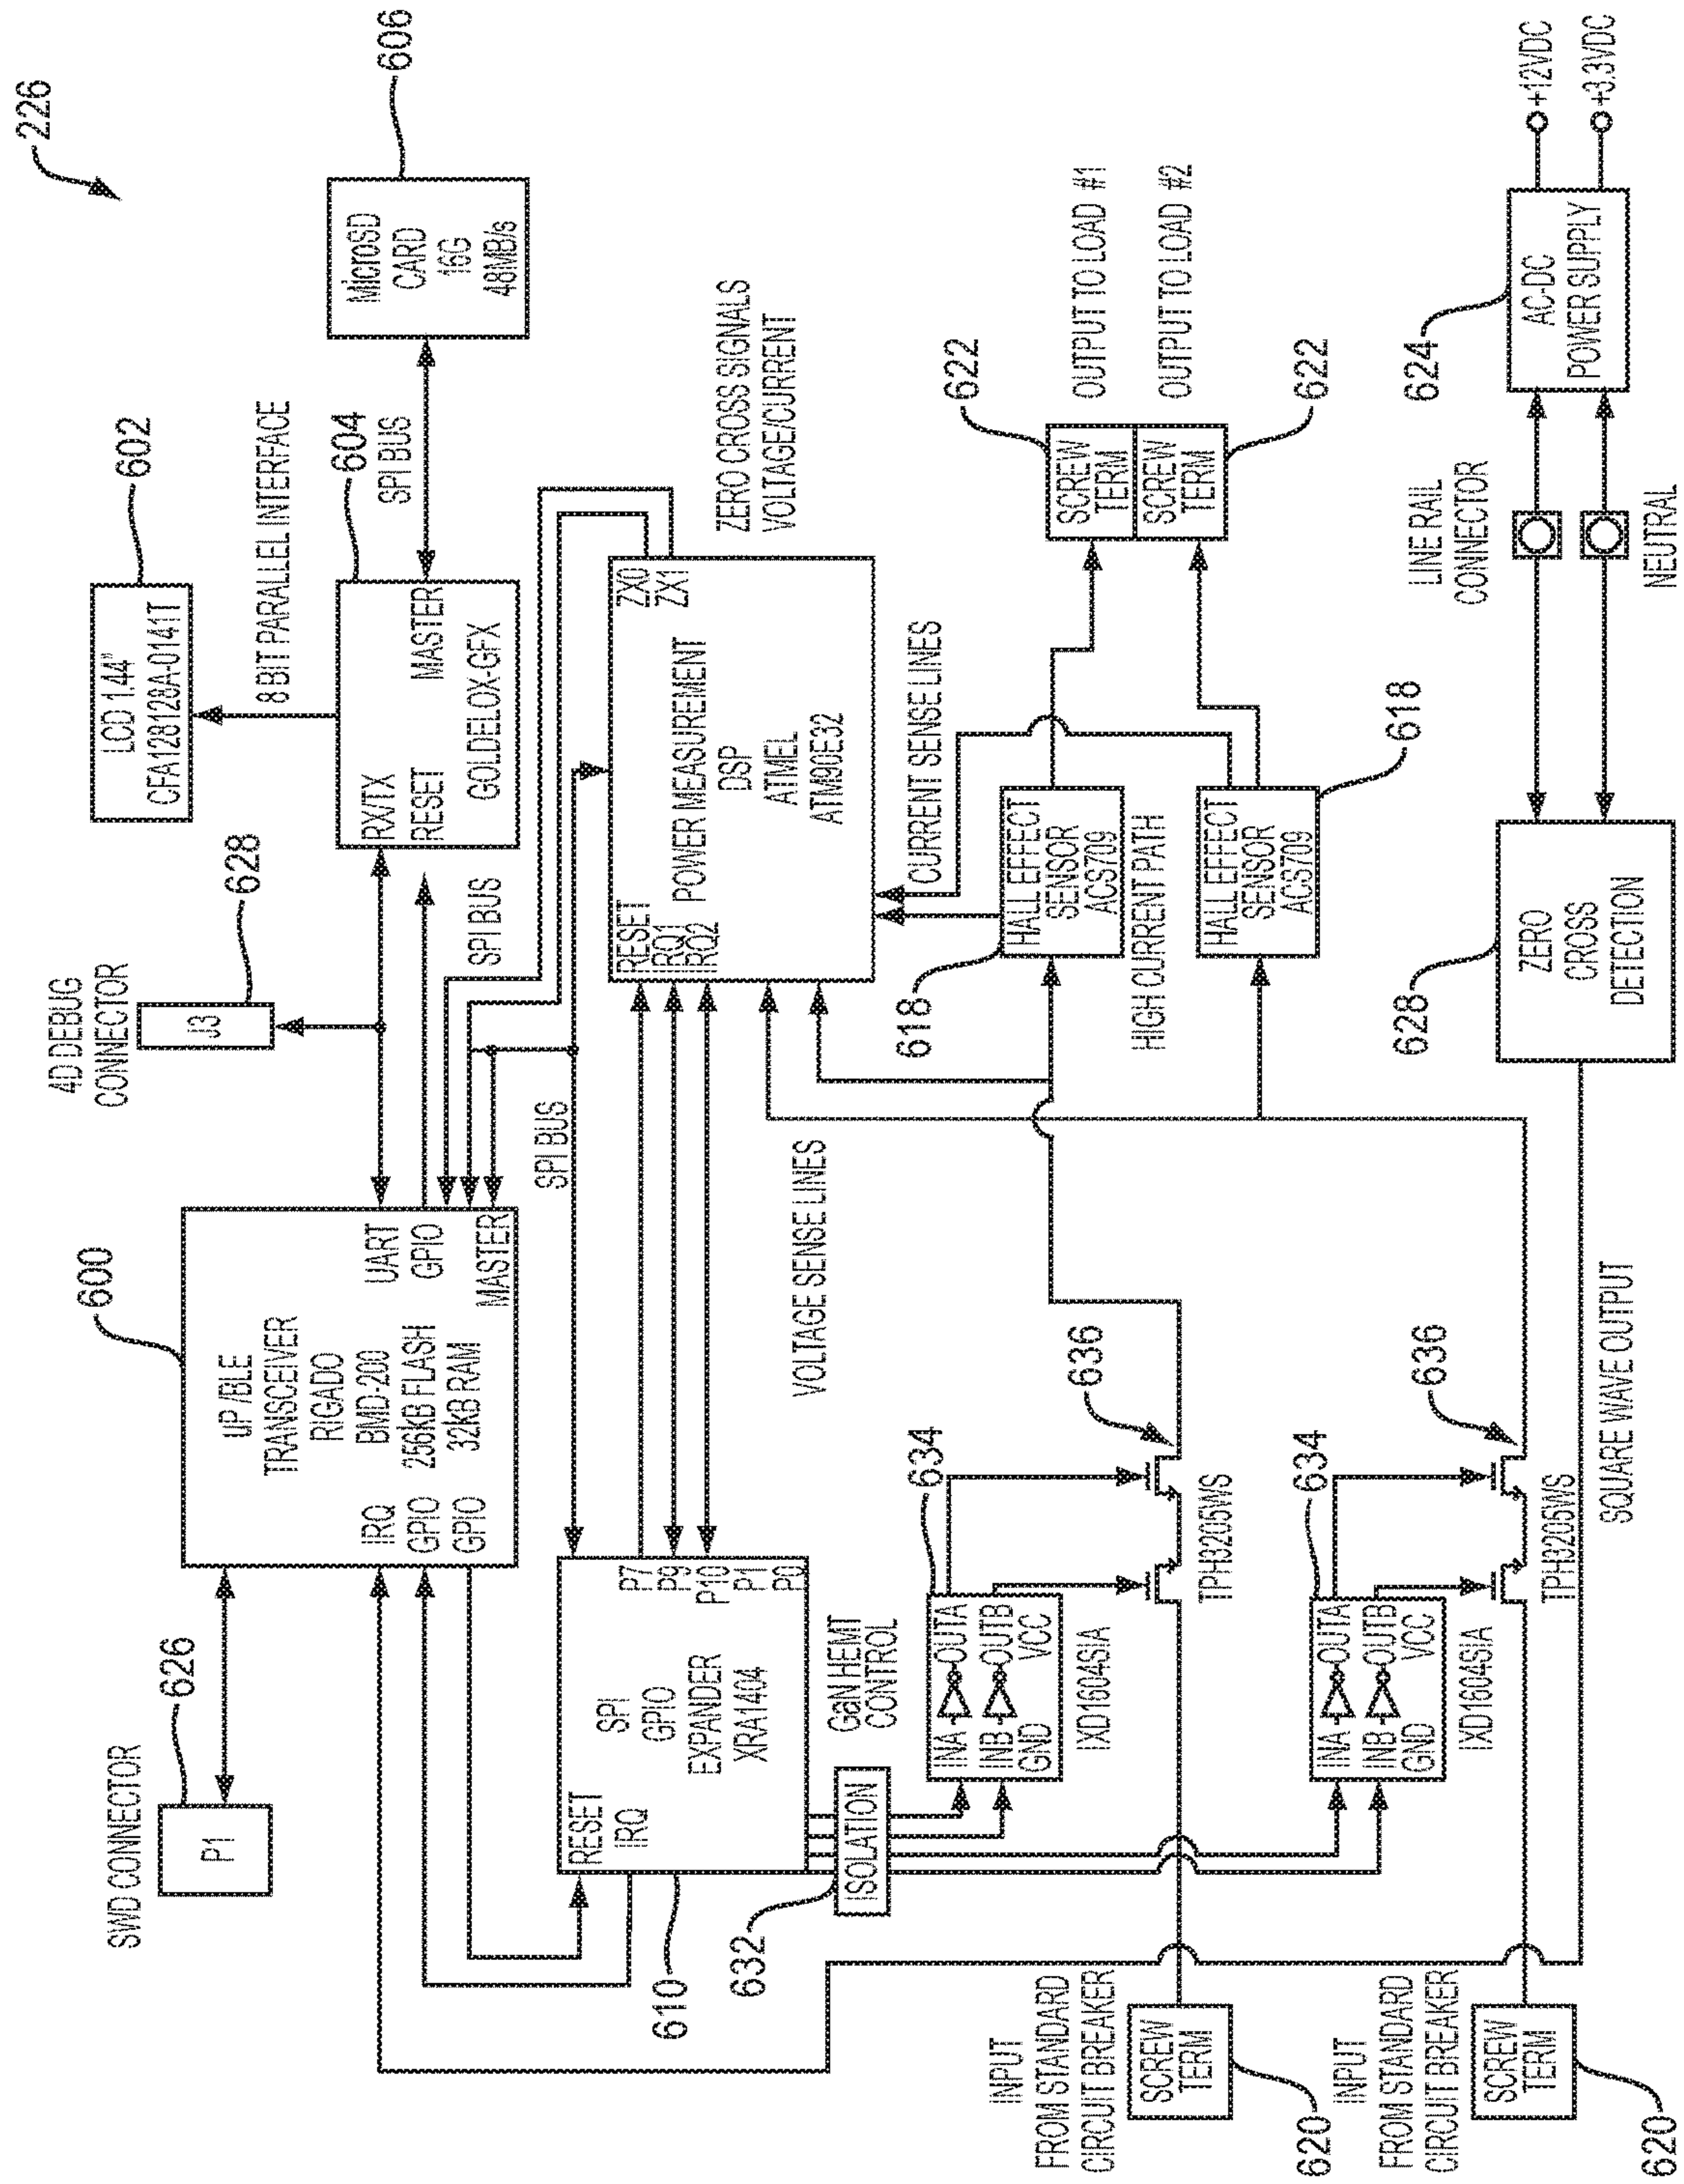 226
SWD CONNECTOR
626
P1
600
UP /BLE
TRANSCEIVER
RIGADO
BMD-200
256kB FLASH
32kB RAM
IRQ
GPIO
GPIO
UART
GPIO
MASTER
4D DEBUG
CONNECTOR
J3
628
602
LCD 1.44"
CFA128128A-0141T
8 BIT PARALLEL INTERFACE
604
RX/TX
RESET
MASTER
GOLDELOX-GFX
SPI BUS
606
MicroSD
CARD
16G
48MB/s
SPI BUS
SPI BUS
610
RESET
IRQ
SPI
GPIO
EXPANDER
XRA1404
P7
P9
P10
P1
P0
RESET
IRQ1
IRQ2
POWER MEASUREMENT
DSP
ATMEL
ATM90E32
ZX0
ZX1
ZERO CROSS SIGNALS
VOLTAGE/CURRENT
VOLTAGE SENSE LINES
CURRENT SENSE LINES
632
ISOLATION
GaN HEMT
CONTROL
634
INA
OUTA
INB
OUTB
GND
VCC
IXD1604SIA
636
TPH3205WS
618
HALL EFFECT
SENSOR
ACS709
HIGH CURRENT PATH
HALL EFFECT
SENSOR
ACS709
618
622
SCREW
TERM
SCREW
TERM
622
OUTPUT TO LOAD #1
OUTPUT TO LOAD #2
INPUT
FROM STANDARD
CIRCUIT BREAKER
SCREW
TERM
620
634
INA
OUTA
INB
OUTB
GND
VCC
IXD1604SIA
636
TPH3205WS
INPUT
FROM STANDARD
CIRCUIT BREAKER
SCREW
TERM
620
SQUARE WAVE OUTPUT
628
ZERO
CROSS
DETECTION
LINE RAIL
CONNECTOR
NEUTRAL
624
AC-DC
POWER SUPPLY
+12VDC
+3.3VDC